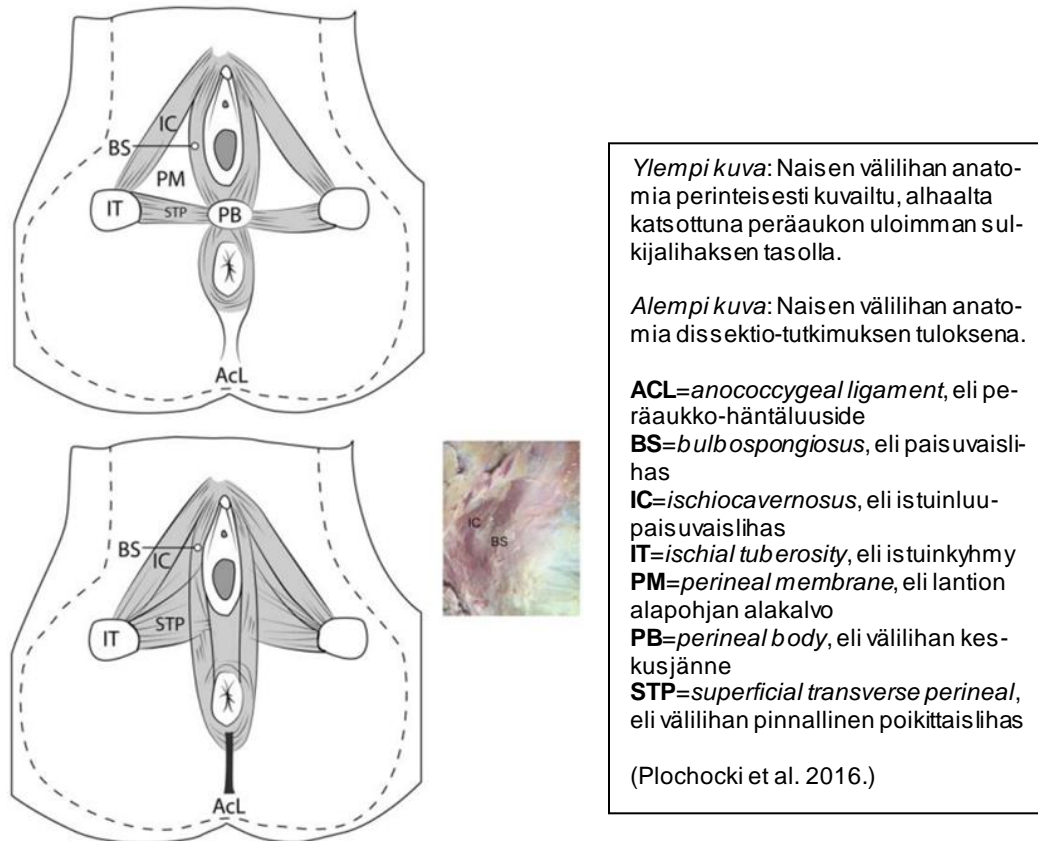 IC
BS
PM
IT
STP
PB
AcL
BS
IC
STP
IT
AcL
IC
BS
Ylempi kuva: Naisen välilihan anato-
mia perinteisesti kuvailtu, alhaalta
katsottuna peräaukon uloimman sul-
kijalihaksen tasolla.
Alempi kuva: Naisen välilihan anato-
mia dissektio-tutkimuksen tuloksena.
ACL=anococcygeal ligament, eli pe-
räaukko-häntäluuside
BS=bulbospongiosus, eli paisuvaisli-
has
IC=ischiocavernosus, eli istuinluu-
paisuvaislihas
IT=ischial tuberosity, eli istuinkyhmy
PM=perineal membrane, eli lantion
alapohjan alakalvo
PB=perineal body, eli välilihan kes-
kusjänne
STP=superficial transverse perineal,
eli välilihan pinnallinen poikittaislihas
(Plochocki et al. 2016.)